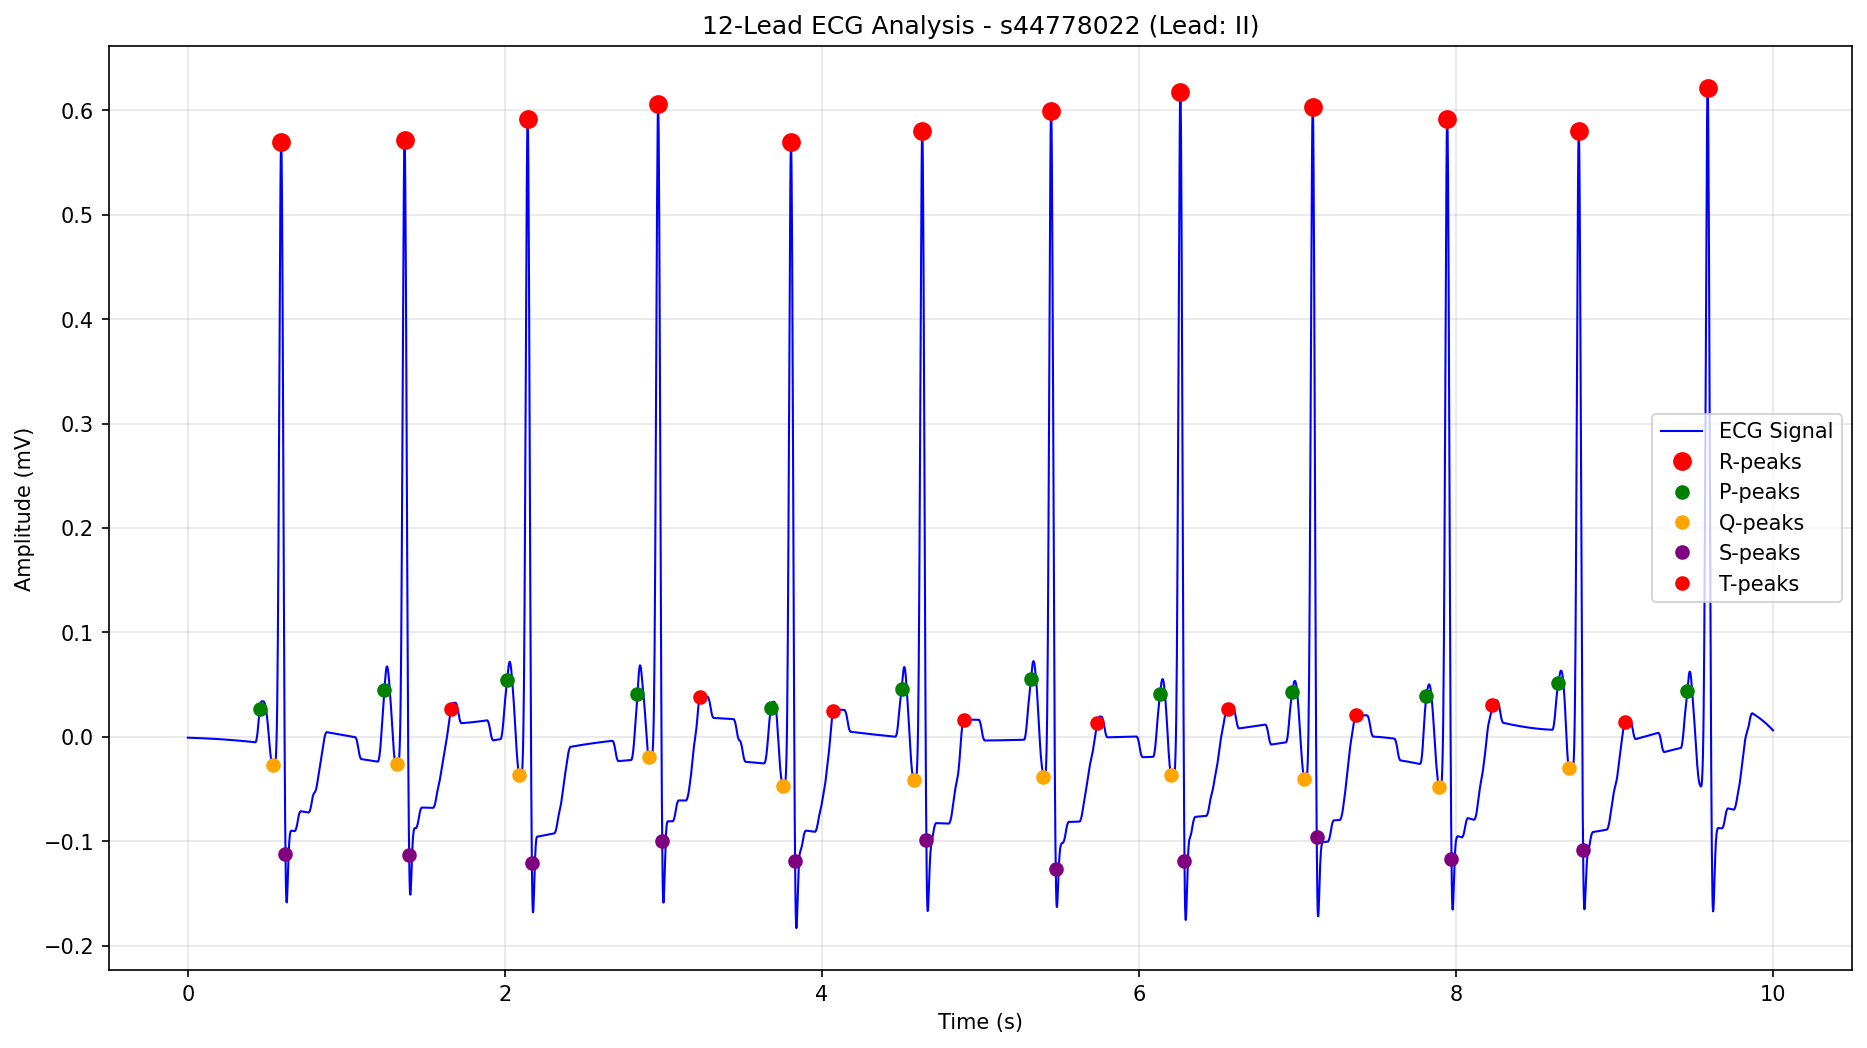 12-Lead ECG Analysis - s44778022 (Lead: II)
Amplitude (mV)
0.6
0.5
0.4
0.3
0.2
0.1
0.0
−0.1
−0.2
ECG Signal
R-peaks
P-peaks
Q-peaks
S-peaks
T-peaks
0
2
4
6
8
10
Time (s)